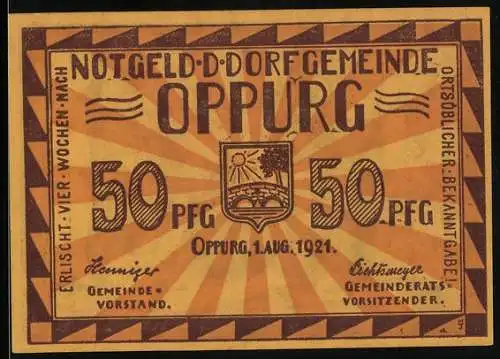 NOTGELD·D·DORFGEMEINDE
OPPURG
ERLISCHT·VIER·WOCHEN·NACH
ORTSÜBLICHER·BEKANNTGABE!
50 PFG
50 PFG
OPPURG, 1. AUG. 1921.
Henniger
GEMEINDE-
VORSTAND.
GEMEINDERATS-
VORSITZENDER.